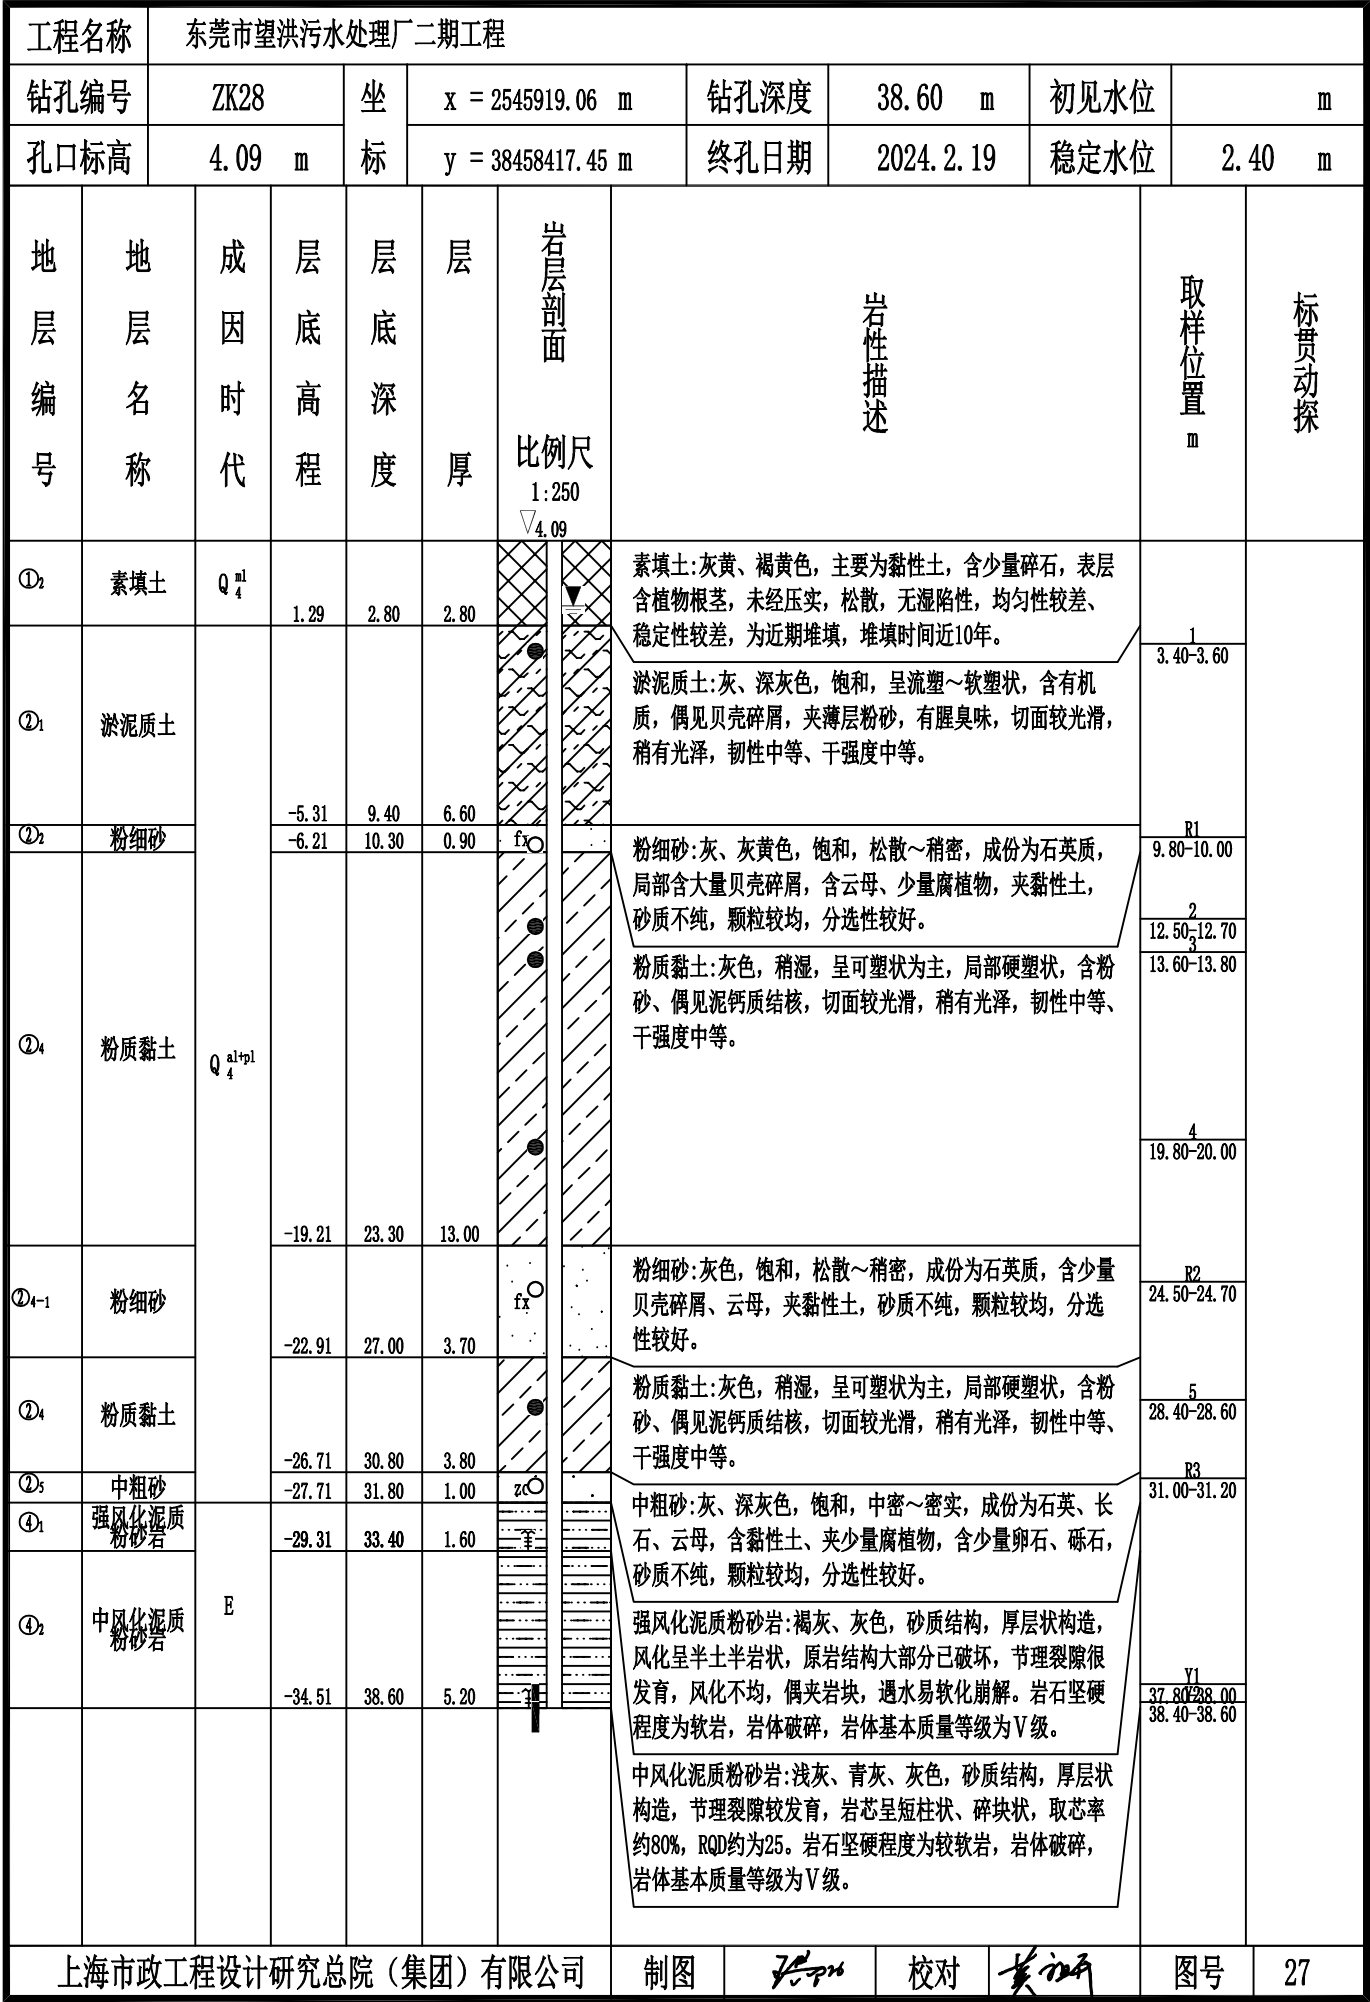 工程名称 东莞市望洪污水处理厂二期工程
钻孔编号 ZK28 坐 x = 2545919.06 m 钻孔深度 38.60 m 初见水位 m
孔口标高 4.09 m 标 y = 38458417.45 m 终孔日期 2024.2.19 稳定水位 2.40 m
地层编号 地层名称 成因时代 层底高程 层底深度 层厚 岩层剖面 岩性描述 取样位置 m 标贯动探
比例尺
1:250
4.09
①2 素填土 Q4ml 1.29 2.80 2.80
素填土:灰黄、褐黄色，主要为黏性土，含少量碎石，表层
含植物根茎，未经压实，松散，无湿陷性，均匀性较差、
稳定性较差，为近期堆填，堆填时间近10年。
1
3.40-3.60
②1 淤泥质土 -5.31 9.40 6.60
淤泥质土:灰、深灰色，饱和，呈流塑～软塑状，含有机
质，偶见贝壳碎屑，夹薄层粉砂，有腥臭味，切面较光滑，
稍有光泽，韧性中等、干强度中等。
②2 粉细砂 -6.21 10.30 0.90 fx
R1
9.80-10.00
粉细砂:灰、灰黄色，饱和，松散～稍密，成份为石英质，
局部含大量贝壳碎屑，含云母、少量腐植物，夹黏性土，
砂质不纯，颗粒较均，分选性较好。
2
12.50-12.70
3
13.60-13.80
②4 粉质黏土 Q4al+pl -19.21 23.30 13.00
粉质黏土:灰色，稍湿，呈可塑状为主，局部硬塑状，含粉
砂、偶见泥钙质结核，切面较光滑，稍有光泽，韧性中等、
干强度中等。
4
19.80-20.00
②4-1 粉细砂 -22.91 27.00 3.70 fx
粉细砂:灰色，饱和，松散～稍密，成份为石英质，含少量
贝壳碎屑、云母，夹黏性土，砂质不纯，颗粒较均，分选
性较好。
R2
24.50-24.70
②4 粉质黏土 -26.71 30.80 3.80
粉质黏土:灰色，稍湿，呈可塑状为主，局部硬塑状，含粉
砂、偶见泥钙质结核，切面较光滑，稍有光泽，韧性中等、
干强度中等。
5
28.40-28.60
②5 中粗砂 -27.71 31.80 1.00 zc
R3
31.00-31.20
中粗砂:灰、深灰色，饱和，中密～密实，成份为石英、长
石、云母，含黏性土、夹少量腐植物，含少量卵石、砾石，
砂质不纯，颗粒较均，分选性较好。
④1 强风化泥质
粉砂岩 -29.31 33.40 1.60
强风化泥质粉砂岩:褐灰、灰色，砂质结构，厚层状构造，
风化呈半土半岩状，原岩结构大部分已破坏，节理裂隙很
发育，风化不均，偶夹岩块，遇水易软化崩解。岩石坚硬
程度为软岩，岩体破碎，岩体基本质量等级为Ⅴ级。
④2 中风化泥质
粉砂岩 E -34.51 38.60 5.20
Y1
37.80-38.00
Y2
38.40-38.60
中风化泥质粉砂岩:浅灰、青灰、灰色，砂质结构，厚层状
构造，节理裂隙较发育，岩芯呈短柱状、碎块状，取芯率
约80%，RQD约为25。岩石坚硬程度为较软岩，岩体破碎，
岩体基本质量等级为Ⅴ级。
上海市政工程设计研究总院（集团）有限公司 制图 校对 图号 27